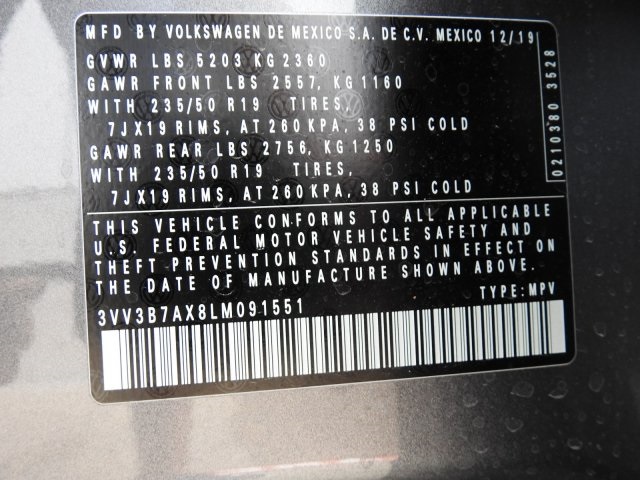 MFD BY VOLKSWAGEN DE MEXICO S.A. DE C.V. MEXICO 12/19
GVWR LBS 5203 KG 2360
GAWR FRONT LBS 2557, KG 1160
WITH 235/50 R19 TIRES,
7JX19 RIMS, AT 260 KPA, 38 PSI COLD
GAWR REAR LBS 2756, KG 1250
WITH 235/50 R19 TIRES,
7JX19 RIMS, AT 260 KPA, 38 PSI COLD
0210380 3528
THIS VEHICLE CONFORMS TO ALL APPLICABLE
U.S. FEDERAL MOTOR VEHICLE SAFETY AND
THEFT PREVENTION STANDARDS IN EFFECT ON
THE DATE OF MANUFACTURE SHOWN ABOVE.
3VV3B7AX8LM091551 TYPE: MPV